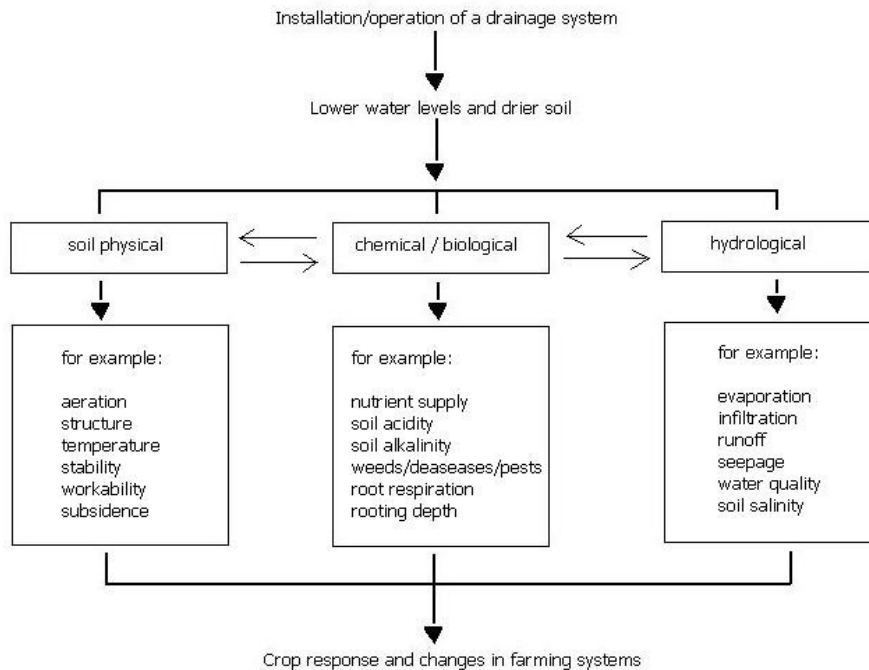 Installation/operation of a drainage system
Lower water levels and drier soil
soil physical
chemical / biological
hydrological
for example:
aeration
structure
temperature
stability
workability
subsidence
for example:
nutrient supply
soil acidity
soil alkalinity
weeds/deaseases/pests
root respiration
rooting depth
for example:
evaporation
infiltration
runoff
seepage
water quality
soil salinity
Crop response and changes in farming systems